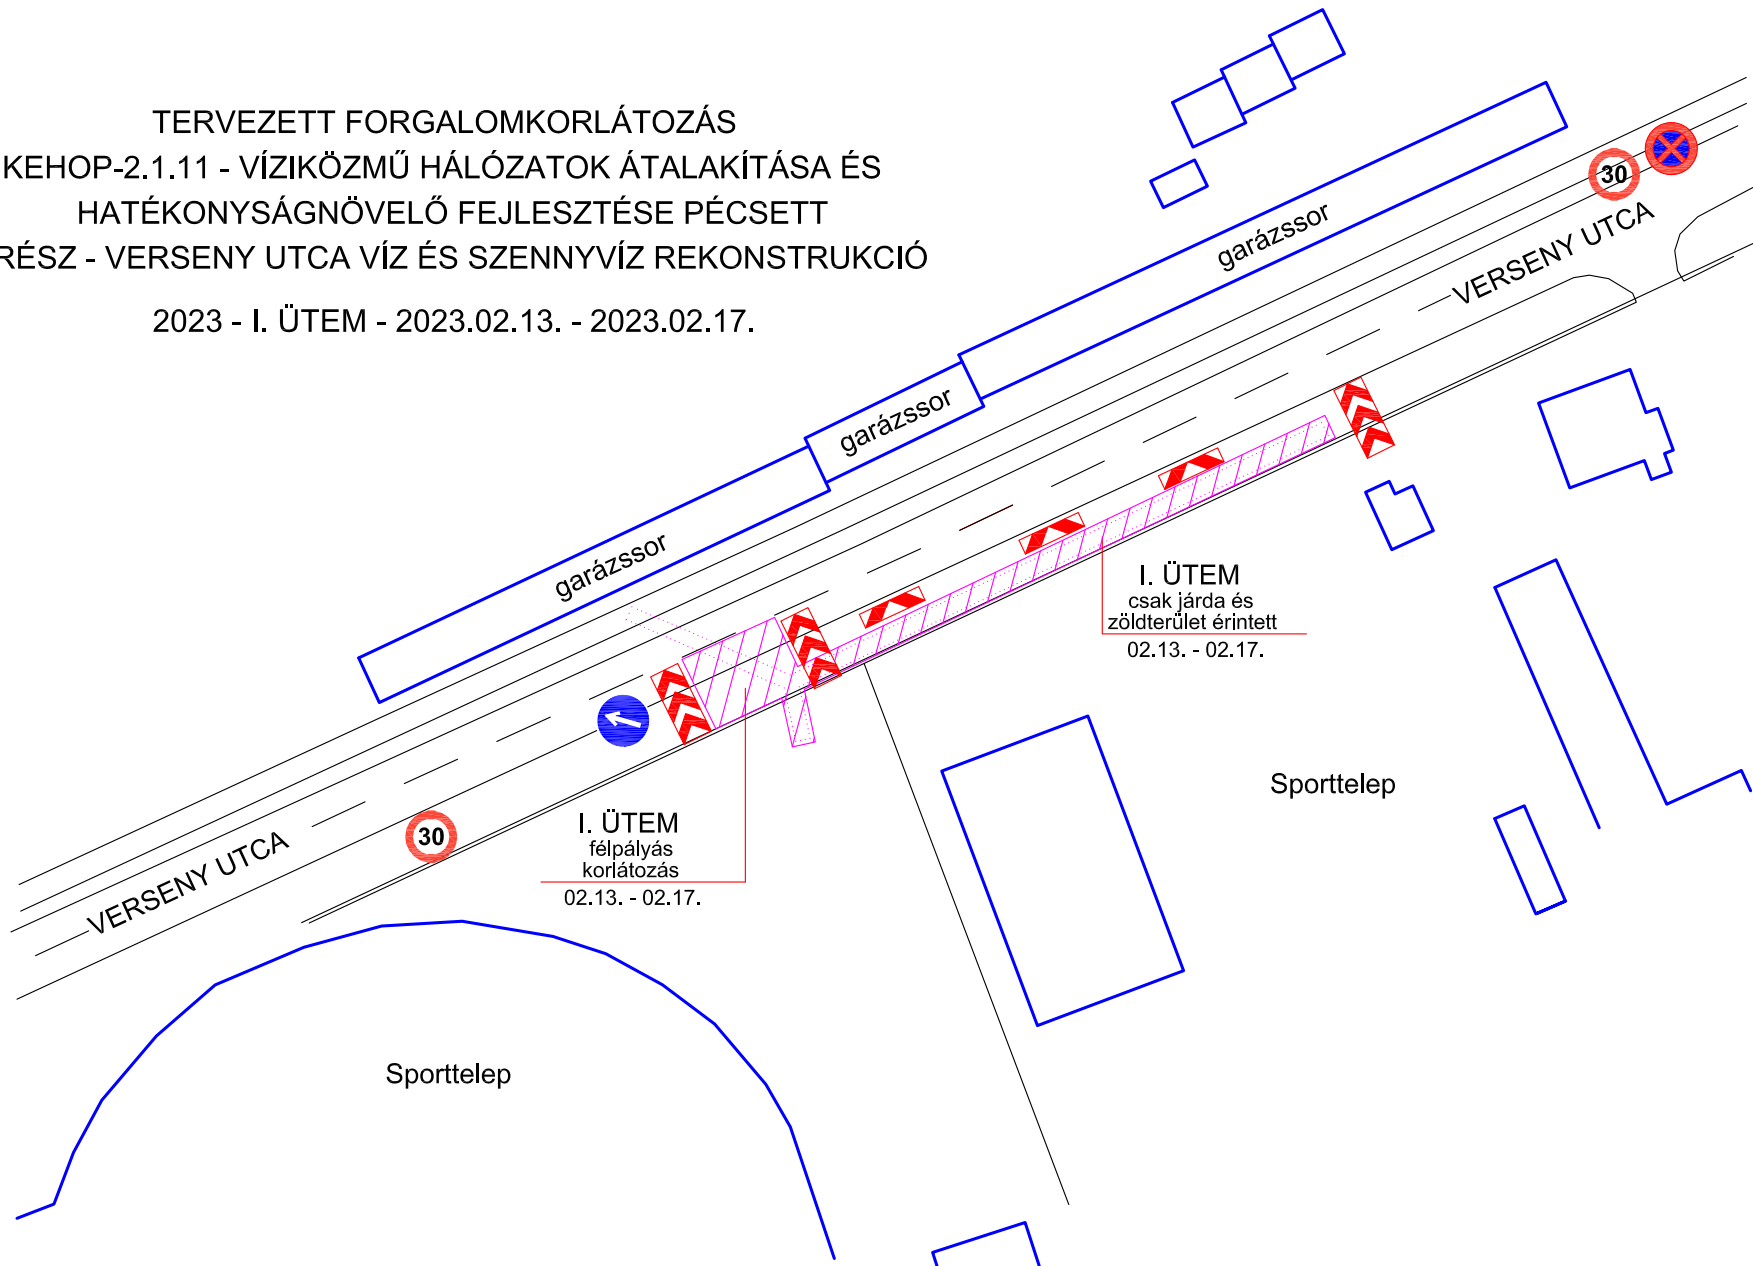 TERVEZETT FORGALOMKORLÁTOZÁS
KEHOP-2.1.11 - VÍZIKÖZMŰ HÁLÓZATOK ÁTALAKÍTÁSA ÉS
HATÉKONYSÁGNÖVELŐ FEJLESZTÉSE PÉCSETT
RÉSZ - VERSENY UTCA VÍZ ÉS SZENNYVÍZ REKONSTRUKCIÓ
2023 - I. ÜTEM - 2023.02.13. - 2023.02.17.
30
VERSENY UTCA
garázssor
garázssor
garázssor
I. ÜTEM
csak járda és
zöldterület érintett
02.13. - 02.17.
Sporttelep
30
VERSENY UTCA
I. ÜTEM
félpályás
korlátozás
02.13. - 02.17.
Sporttelep